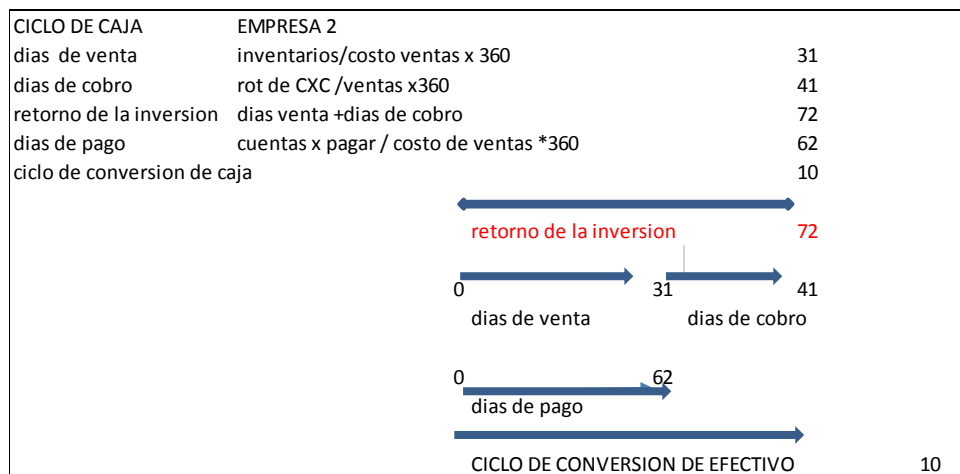 CICLO DE CAJA EMPRESA 2
dias de venta inventarios/costo ventas x 360 31
dias de cobro rot de CXC /ventas x360 41
retorno de la inversion dias venta +dias de cobro 72
dias de pago cuentas x pagar / costo de ventas *360 62
ciclo de conversion de caja 10
retorno de la inversion 72
0 31 41
dias de venta dias de cobro
0 62
dias de pago
CICLO DE CONVERSION DE EFECTIVO 10